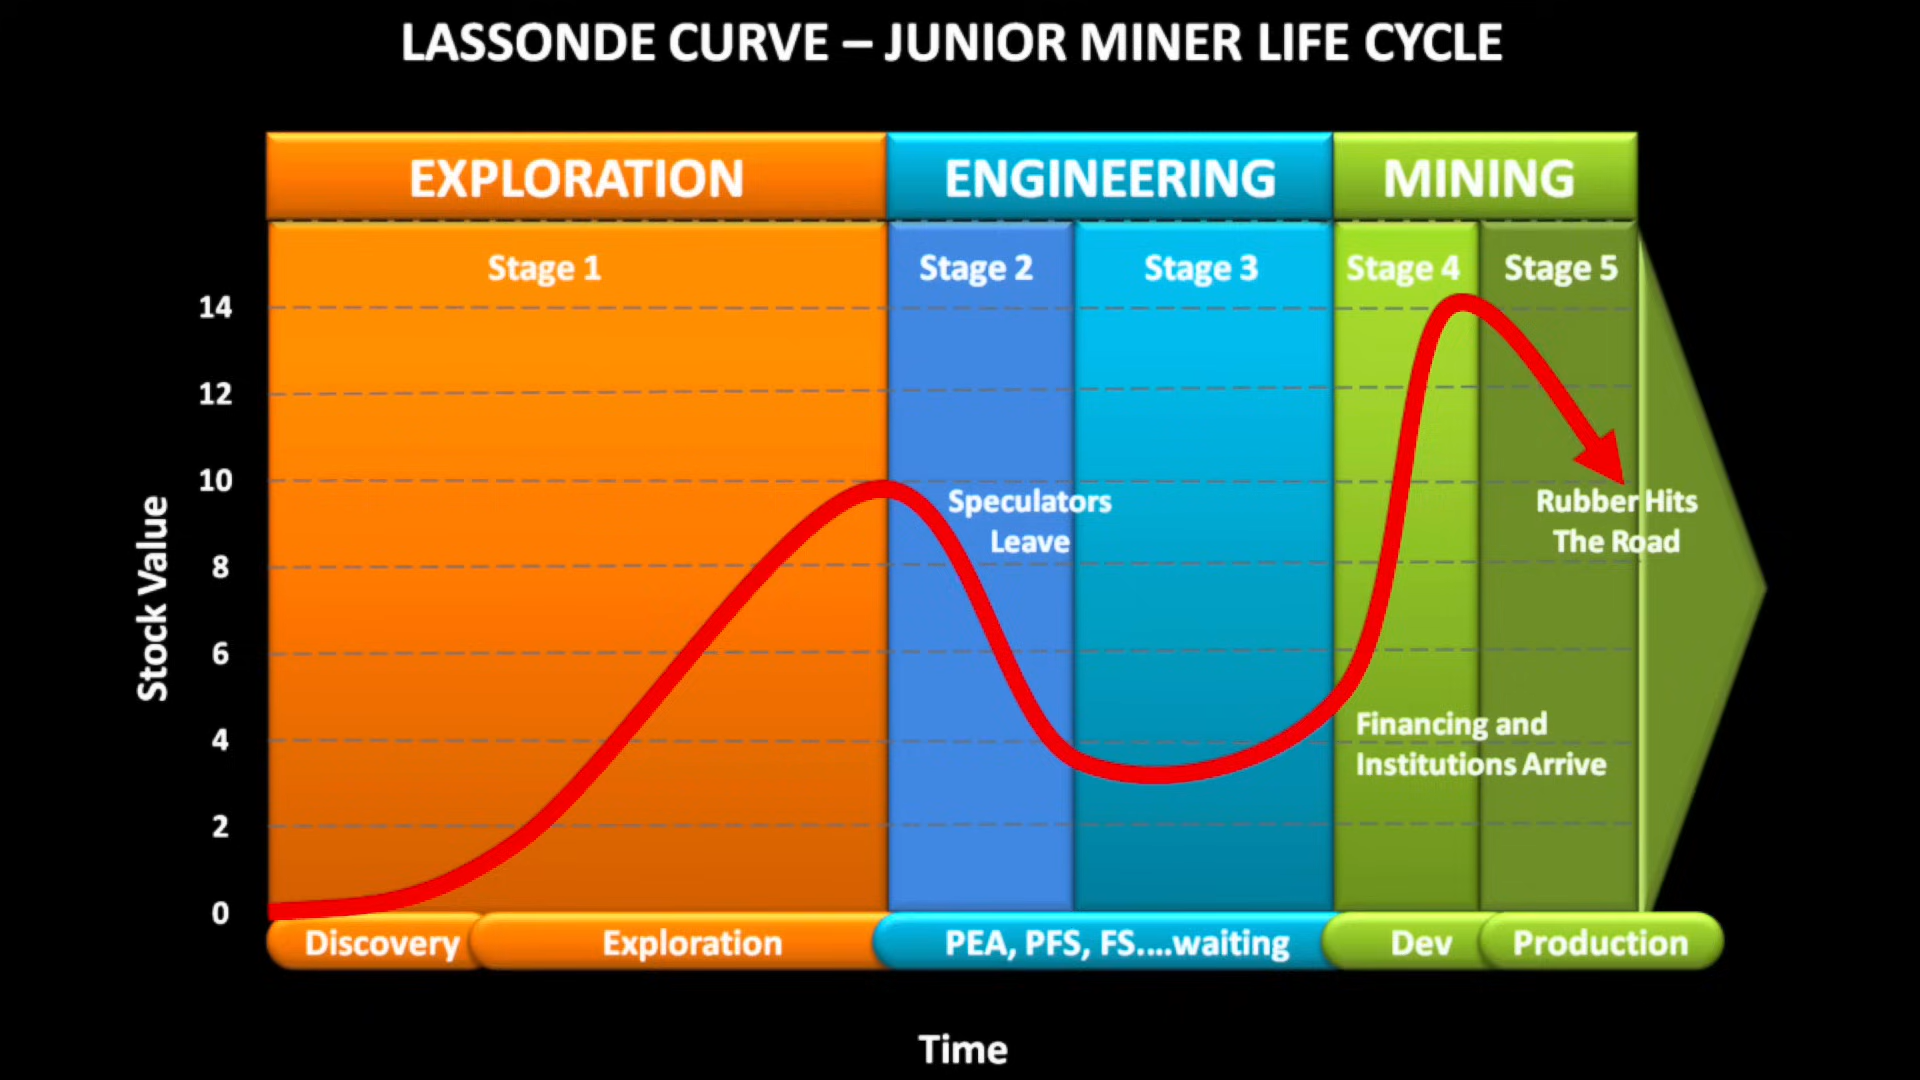 LASSONDE CURVE – JUNIOR MINER LIFE CYCLE
EXPLORATION
ENGINEERING
MINING
Stage 1
Stage 2
Stage 3
Stage 4
Stage 5
14
12
10
8
6
4
2
0
Stock Value
Speculators
Leave
Rubber Hits
The Road
Financing and
Institutions Arrive
Discovery
Exploration
PEA, PFS, FS....waiting
Dev
Production
Time